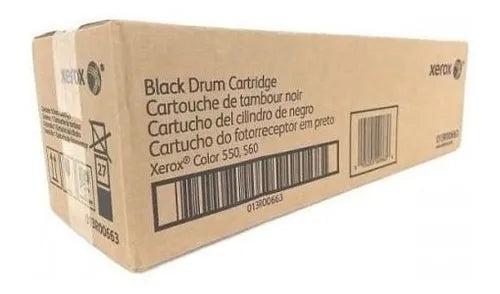 xerox
Black Drum Cartridge
Cartouche de tambour noir
Cartucho del cilindro de negro
Cartucho do fotorreceptor em preto
Xerox® Color 550, 560
013R00663
xerox
013R00663
27
013R00663